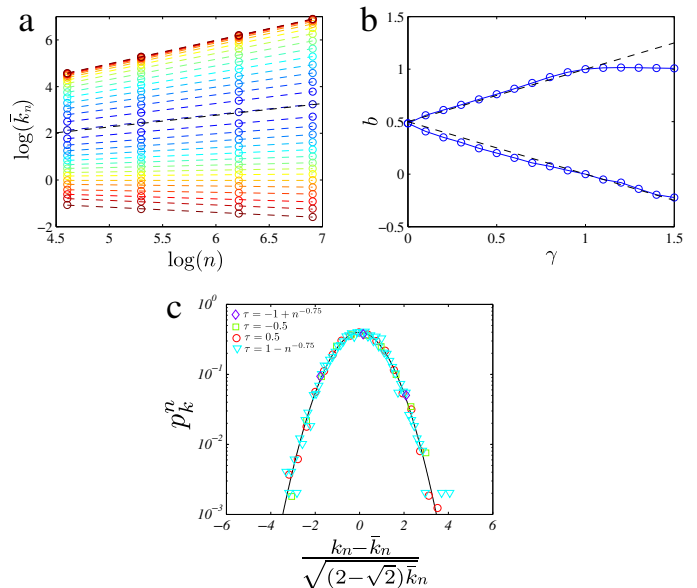 a
log(k̄ₙ)
8
6
4
2
0
−2
4.5 5 5.5 6 6.5 7
log(n)
b
b
1.5
1
0.5
0
−0.5
0 0.5 1 1.5
γ
c
pₖⁿ
10⁰
10⁻¹
10⁻²
10⁻³
τ = −1 + n⁻⁰·⁷⁵
τ = −0.5
τ = 0.5
τ = 1 − n⁻⁰·⁷⁵
−6 −4 −2 0 2 4 6
kₙ−k̄ₙ
√(2−√2)k̄ₙ